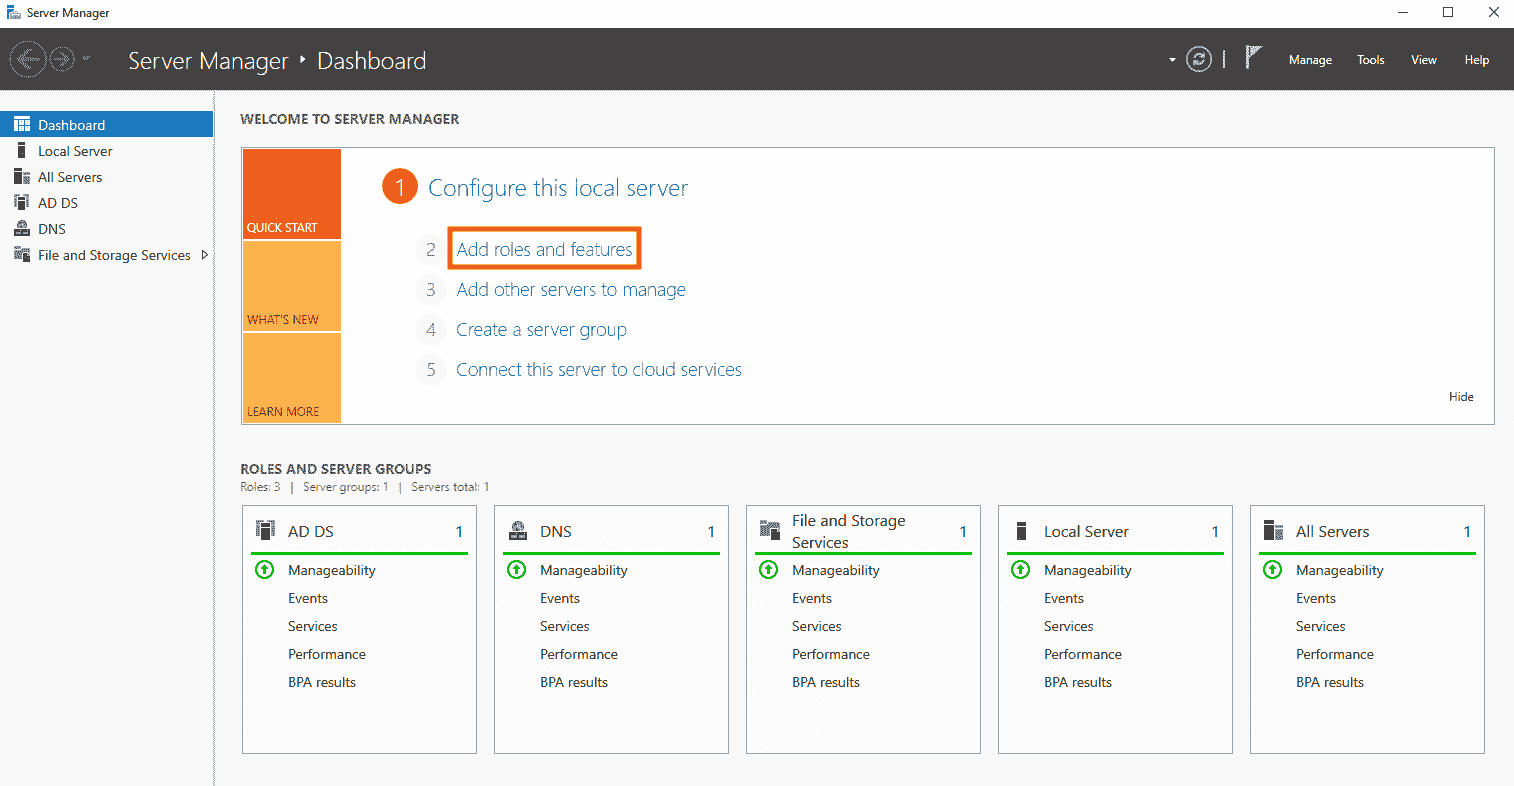 Server Manager
Server Manager ‣ Dashboard
Manage Tools View Help
Dashboard
Local Server
All Servers
AD DS
DNS
File and Storage Services
WELCOME TO SERVER MANAGER
QUICK START
WHAT'S NEW
LEARN MORE
1 Configure this local server
2 Add roles and features
3 Add other servers to manage
4 Create a server group
5 Connect this server to cloud services
Hide
ROLES AND SERVER GROUPS
Roles: 3 | Server groups: 1 | Servers total: 1
AD DS 1
Manageability
Events
Services
Performance
BPA results
DNS 1
Manageability
Events
Services
Performance
BPA results
File and Storage
Services 1
Manageability
Events
Services
Performance
BPA results
Local Server 1
Manageability
Events
Services
Performance
BPA results
All Servers 1
Manageability
Events
Services
Performance
BPA results